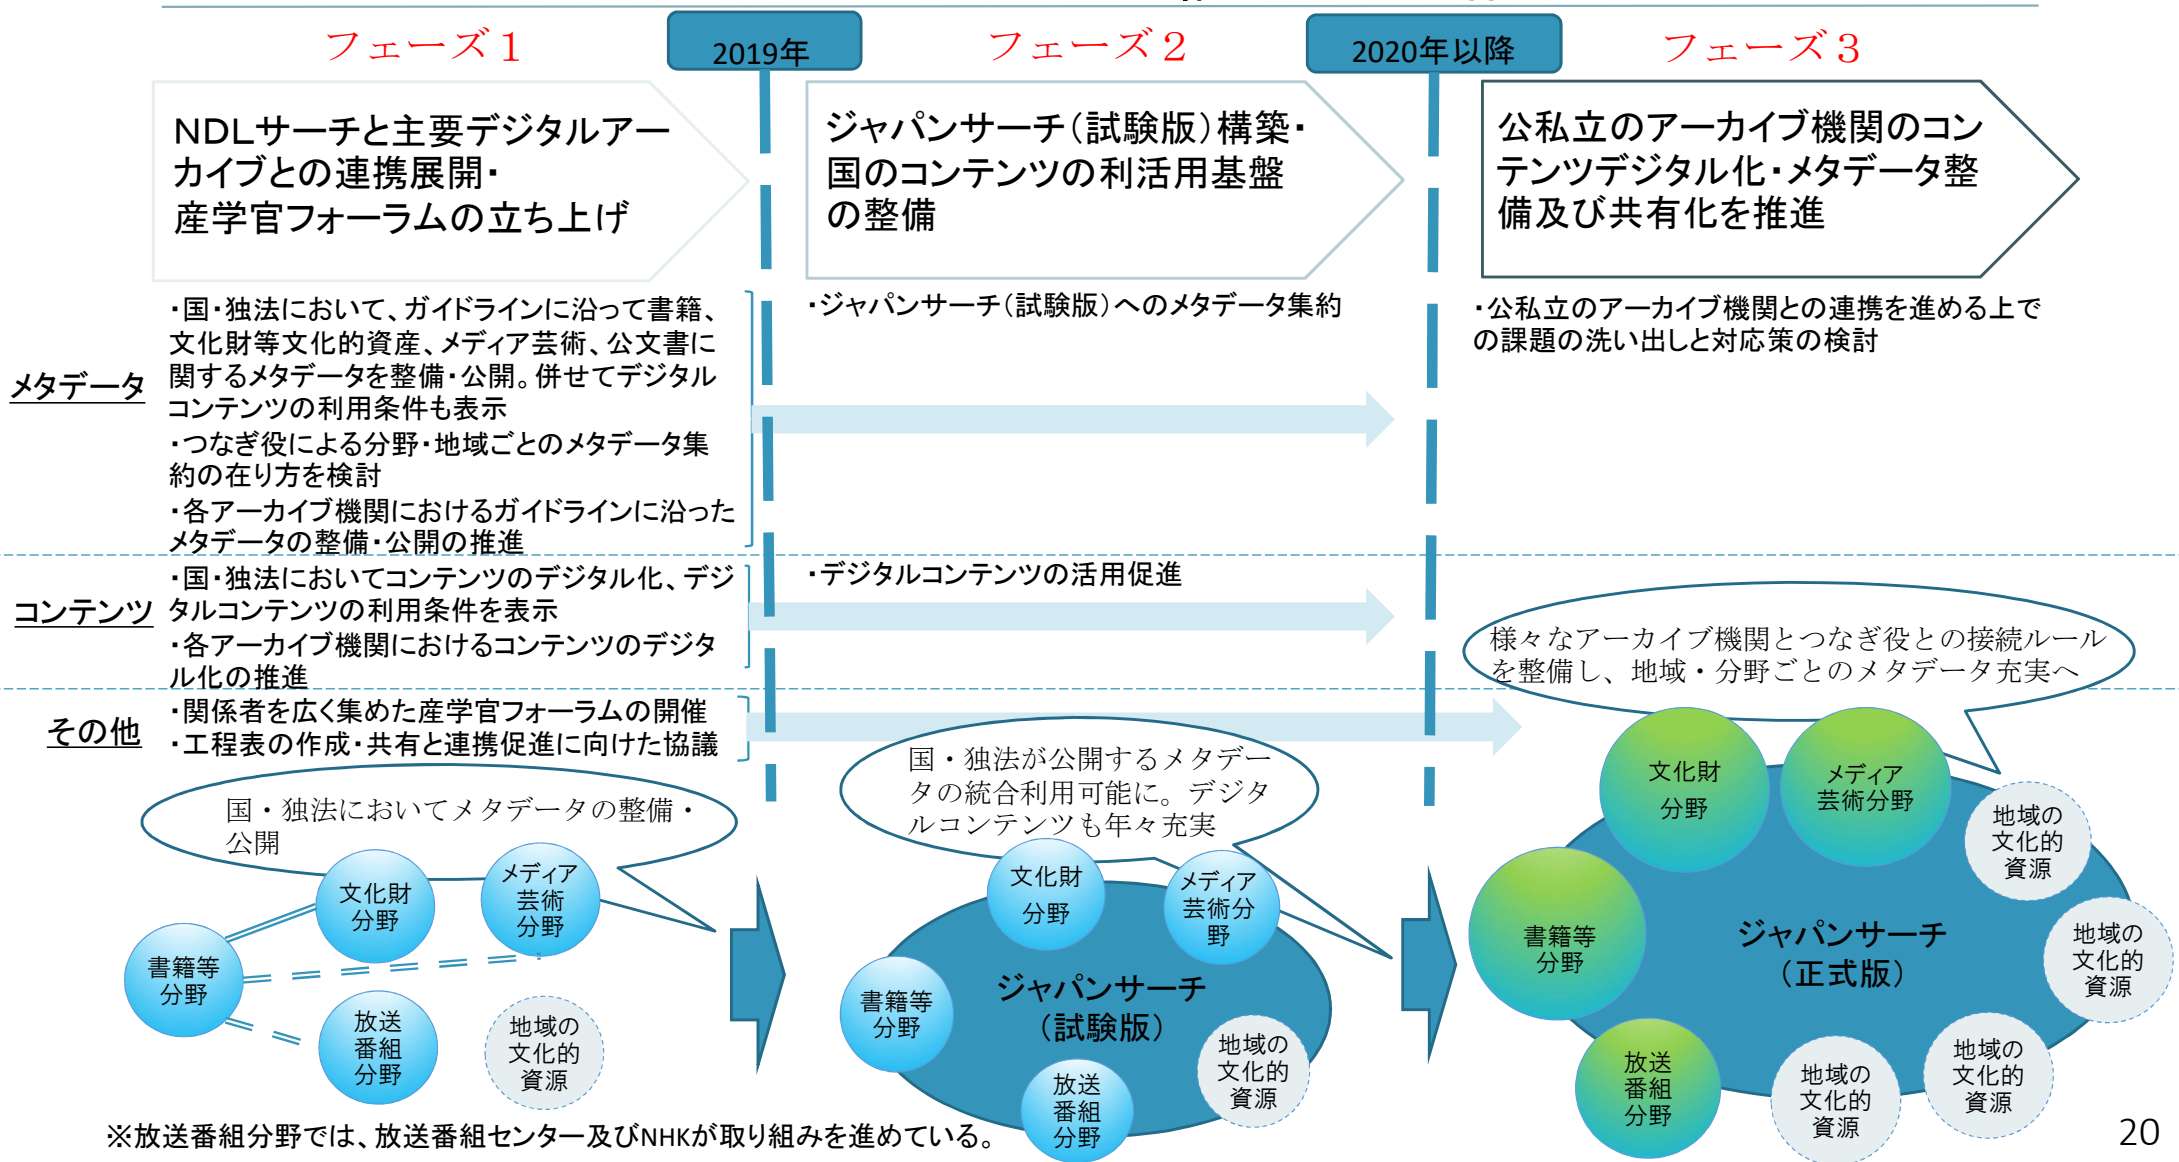 フェーズ１
2019年
フェーズ２
2020年以降
フェーズ３
NDLサーチと主要デジタルアー
カイブとの連携展開・
産学官フォーラムの立ち上げ
ジャパンサーチ（試験版）構築・
国のコンテンツの利活用基盤
の整備
公私立のアーカイブ機関のコン
テンツデジタル化・メタデータ整
備及び共有化を推進
メタデータ
・国・独法において、ガイドラインに沿って書籍、
文化財等文化的資産、メディア芸術、公文書に
関するメタデータを整備・公開。併せてデジタル
コンテンツの利用条件も表示
・つなぎ役による分野・地域ごとのメタデータ集
約の在り方を検討
・各アーカイブ機関におけるガイドラインに沿った
メタデータの整備・公開の推進
・ジャパンサーチ（試験版）へのメタデータ集約
・公私立のアーカイブ機関との連携を進める上で
の課題の洗い出しと対応策の検討
コンテンツ
・国・独法においてコンテンツのデジタル化、デジ
タルコンテンツの利用条件を表示
・各アーカイブ機関におけるコンテンツのデジタ
ル化の推進
・デジタルコンテンツの活用促進
その他
・関係者を広く集めた産学官フォーラムの開催
・工程表の作成・共有と連携促進に向けた協議
国・独法においてメタデータの整備・
公開
文化財
分野
メディア
芸術
分野
書籍等
分野
放送
番組
分野
地域の
文化的
資源
国・独法が公開するメタデー
タの統合利用可能に。デジタ
ルコンテンツも年々充実
文化財
分野
メディア
芸術分
野
書籍等
分野
ジャパンサーチ
（試験版）
放送
番組
分野
地域の
文化的
資源
様々なアーカイブ機関とつなぎ役との接続ルール
を整備し、地域・分野ごとのメタデータ充実へ
文化財
分野
メディア
芸術分野
地域の
文化的
資源
書籍等
分野
ジャパンサーチ
（正式版）
地域の
文化的
資源
放送
番組
分野
地域の
文化的
資源
地域の
文化的
資源
※放送番組分野では、放送番組センター及びNHKが取り組みを進めている。
20